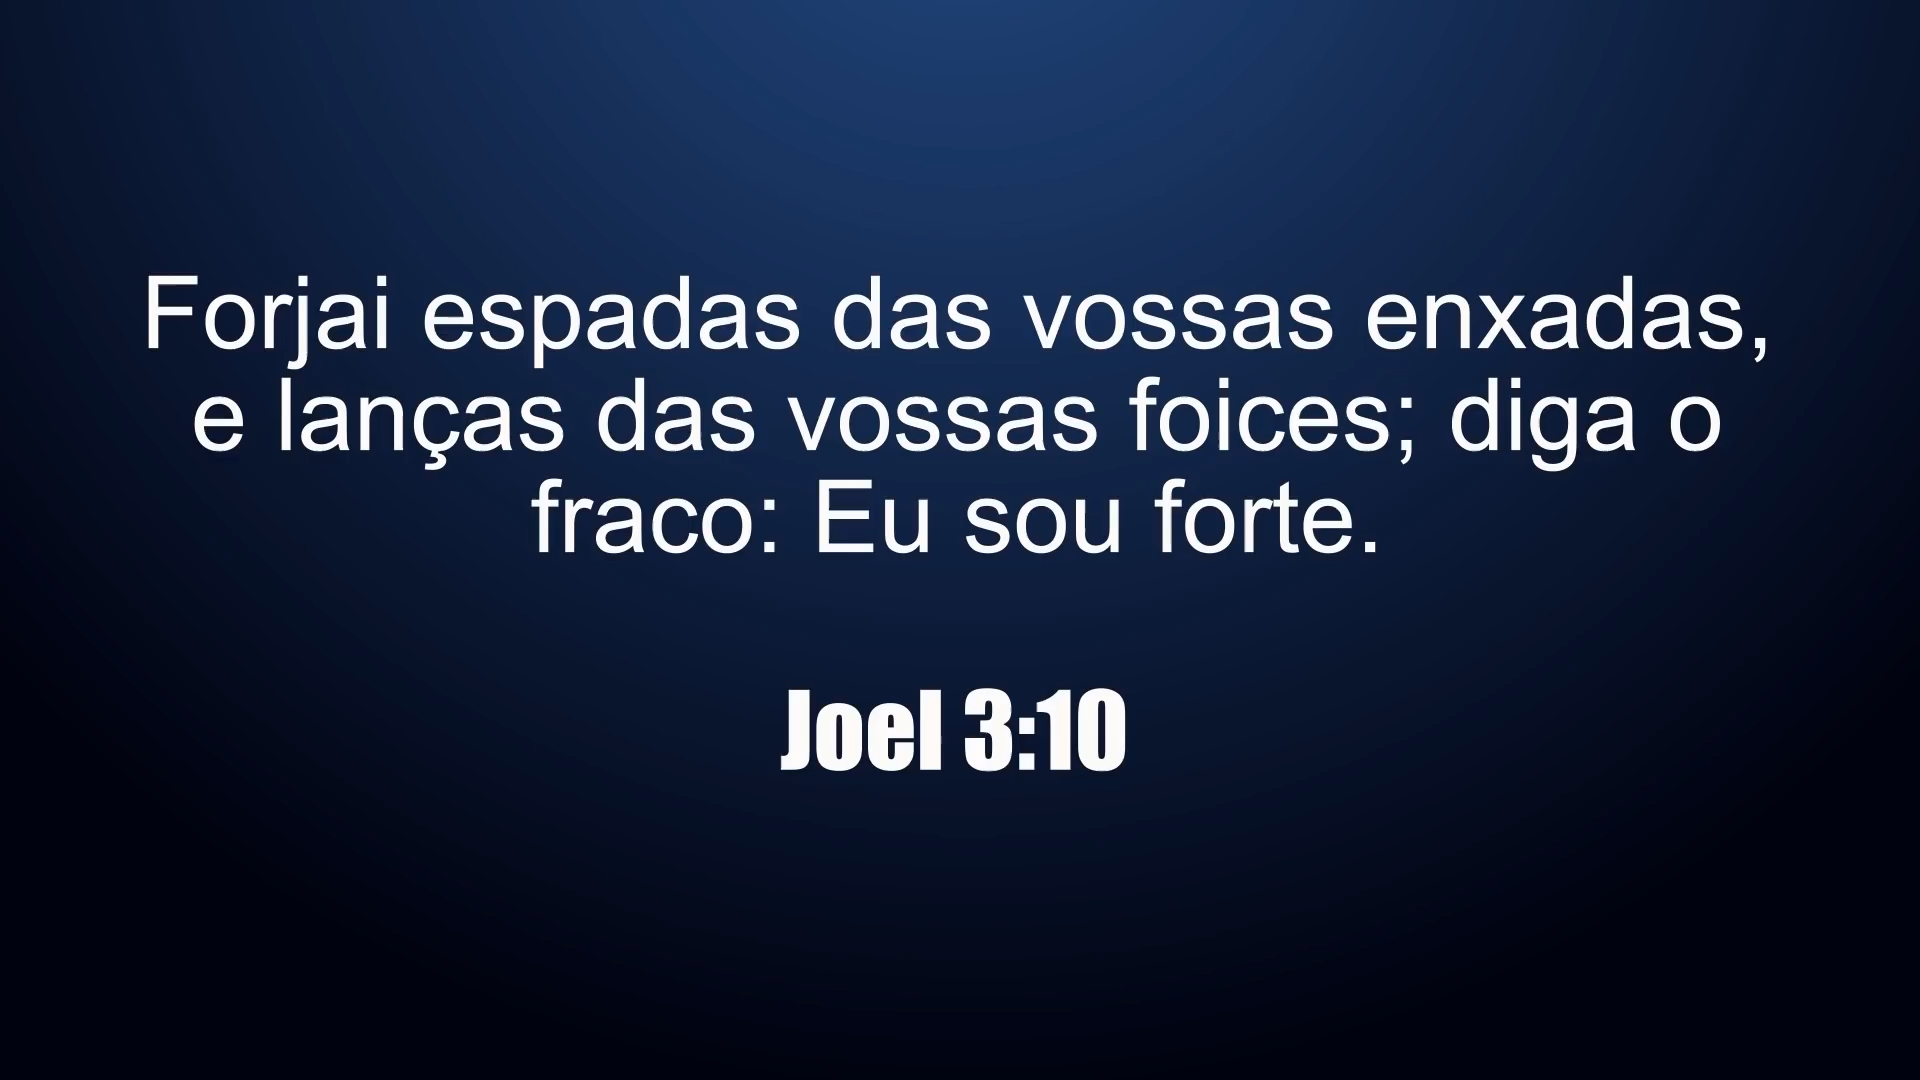 Forjai espadas das vossas enxadas,
e lanças das vossas foices; diga o
fraco: Eu sou forte.
Joel 3:10